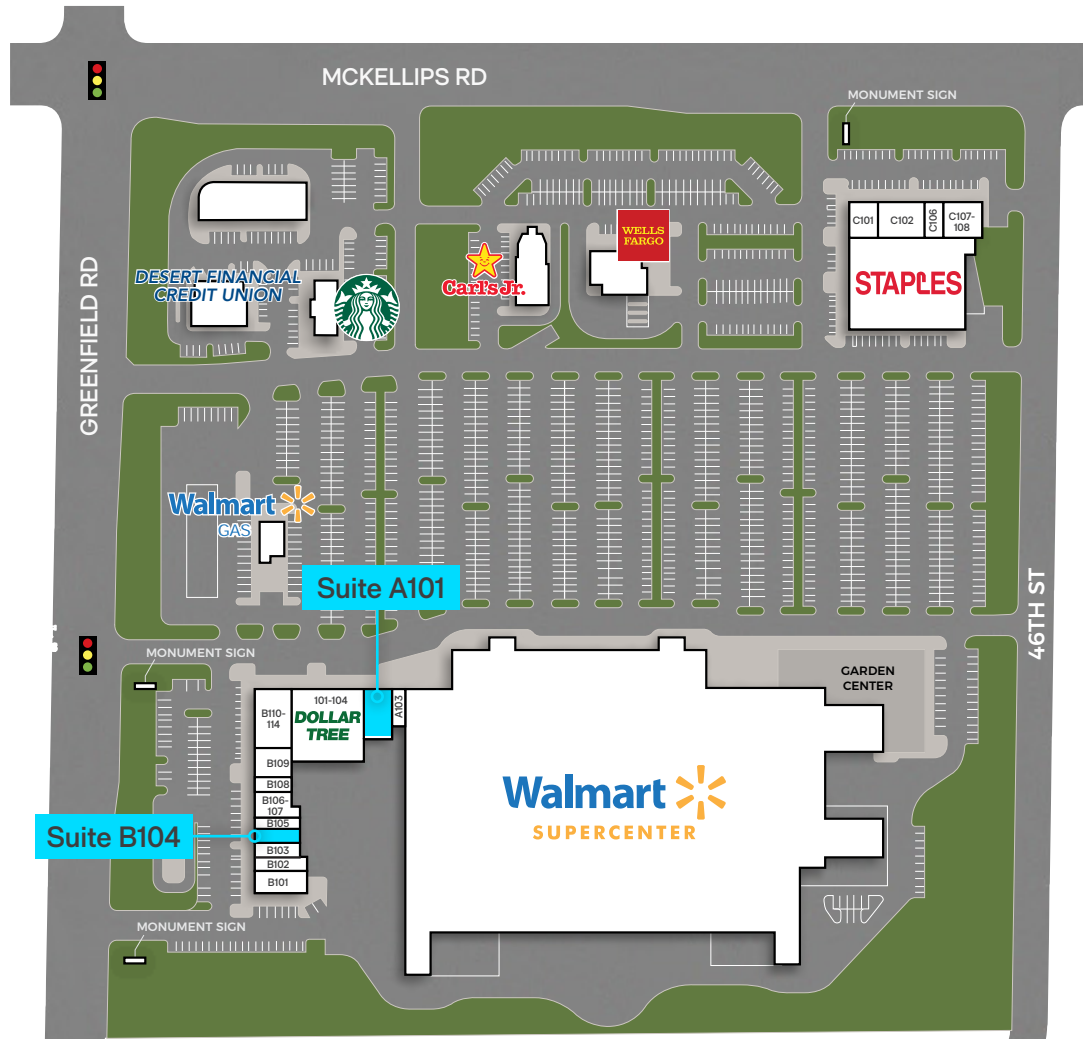 MCKELLIPS RD
MONUMENT SIGN
C101
C102
C106
C107-
108
WELLS
FARGO
STAPLES
Carl's Jr.
DESERT FINANCIAL
CREDIT UNION
GREENFIELD RD
Walmart
GAS
Suite A101
46TH ST
MONUMENT SIGN
GARDEN
CENTER
B110-
114
101-104
DOLLAR
TREE
A103
B109
B108
B106-
107
B105
Suite B104
B103
B102
B101
Walmart
SUPERCENTER
MONUMENT SIGN